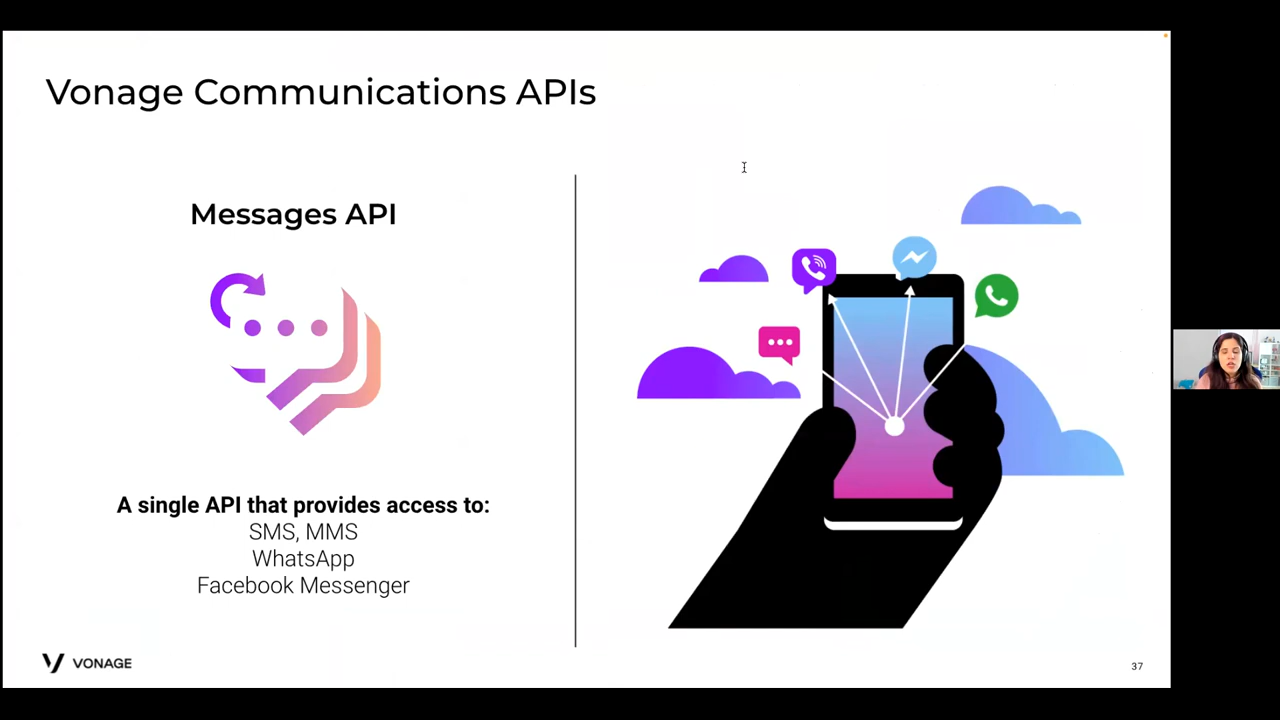 Vonage Communications APIs
Messages API
A single API that provides access to:
SMS, MMS
WhatsApp
Facebook Messenger
VONAGE
37